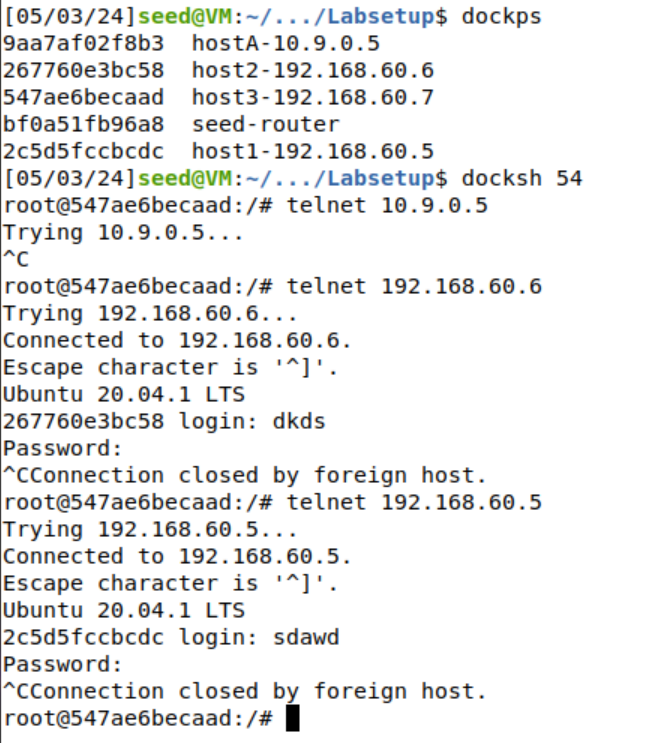 [05/03/24]seed@VM:~/.../Labsetup$ dockps
9aa7af02f8b3  hostA-10.9.0.5
267760e3bc58  host2-192.168.60.6
547ae6becaad  host3-192.168.60.7
bf0a51fb96a8  seed-router
2c5d5fccbcdc  host1-192.168.60.5
[05/03/24]seed@VM:~/.../Labsetup$ docksh 54
root@547ae6becaad:/# telnet 10.9.0.5
Trying 10.9.0.5...
^C
root@547ae6becaad:/# telnet 192.168.60.6
Trying 192.168.60.6...
Connected to 192.168.60.6.
Escape character is '^]'.
Ubuntu 20.04.1 LTS
267760e3bc58 login: dkds
Password:
^CConnection closed by foreign host.
root@547ae6becaad:/# telnet 192.168.60.5
Trying 192.168.60.5...
Connected to 192.168.60.5.
Escape character is '^]'.
Ubuntu 20.04.1 LTS
2c5d5fccbcdc login: sdawd
Password:
^CConnection closed by foreign host.
root@547ae6becaad:/#